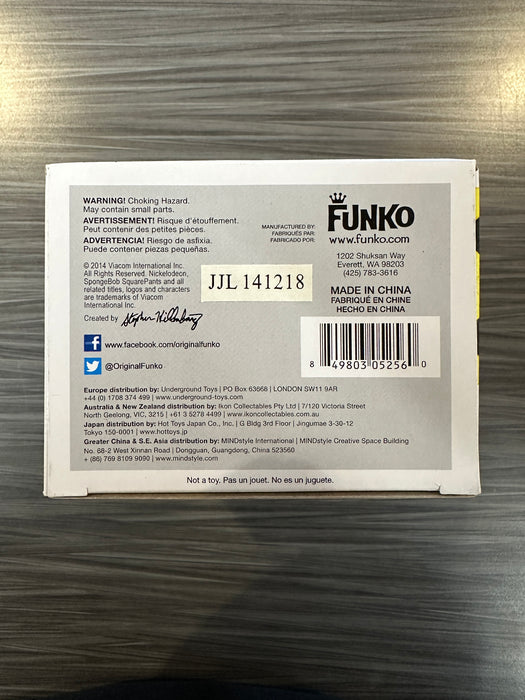 WARNING! Choking Hazard.
May contain small parts.
AVERTISSEMENT! Risque d'étouffement.
Peut contenir des petites pièces.
ADVERTENCIA! Riesgo de asfixia.
Puede contener piezas pequeñas.
© 2014 Viacom International Inc.
All Rights Reserved. Nickelodeon,
SpongeBob SquarePants and all
related titles, logos and characters
are trademarks of Viacom
International Inc.
Created by Stephen Hillenburg
JJL 141218
MANUFACTURED BY:
FABRIQUÉS PAR:
FABRICADO POR:
FUNKO
www.funko.com
1202 Shuksan Way
Everett, WA 98203
(425) 783-3616
MADE IN CHINA
FABRIQUÉ EN CHINE
HECHO EN CHINA
8 49803 05256 0
www.facebook.com/originalfunko
@OriginalFunko
Europe distribution by: Underground Toys | PO Box 63668 | LONDON SW11 9AR
+44 (0) 1708 374 499 | www.underground-toys.com
Australia & New Zealand distribution by: Ikon Collectables Pty Ltd | 7/120 Victoria Street
North Geelong, VIC, 3215 | +61 3 5278 4499 | www.ikoncollectables.com
Japan distribution by: Hot Toys Japan Co., Inc. | G Bldg 3rd Floor | Jingumae 3-30-12
Tokyo 150-0001 | www.hottoys.jp
Greater China & S.E. Asia distribution by: MINDstyle International | MINDstyle Creative Space Building
No. 68-2 West Xinnan Road | Dongguan, Guangdeng, China 523560
+ (86) 769 8109 9090 | www.mindstyle.com
Not a toy. Pas un jouet. No es un juguete.